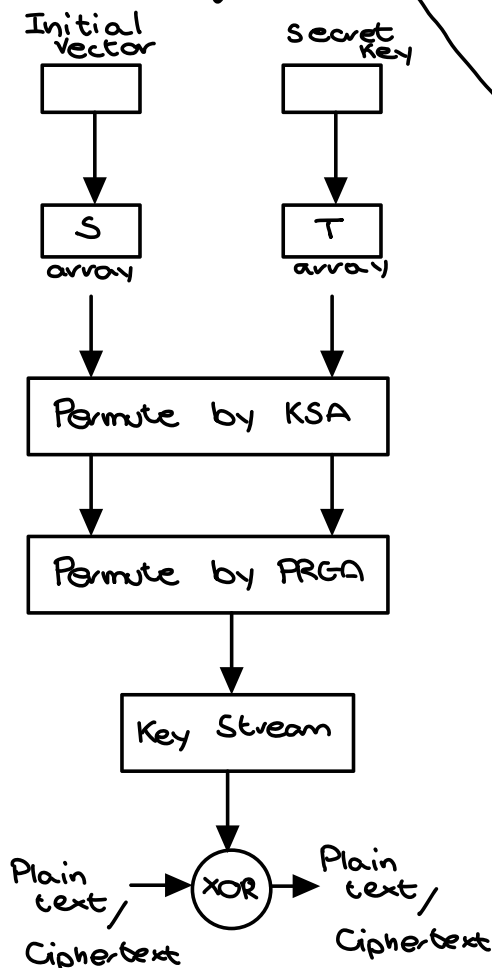 Initial
vector
secret
key
S
array
T
array
Permute by KSA
Permute by PRGA
Key Stream
Plain
text/
Ciphertext
XOR
Plain
text/
Ciphertext